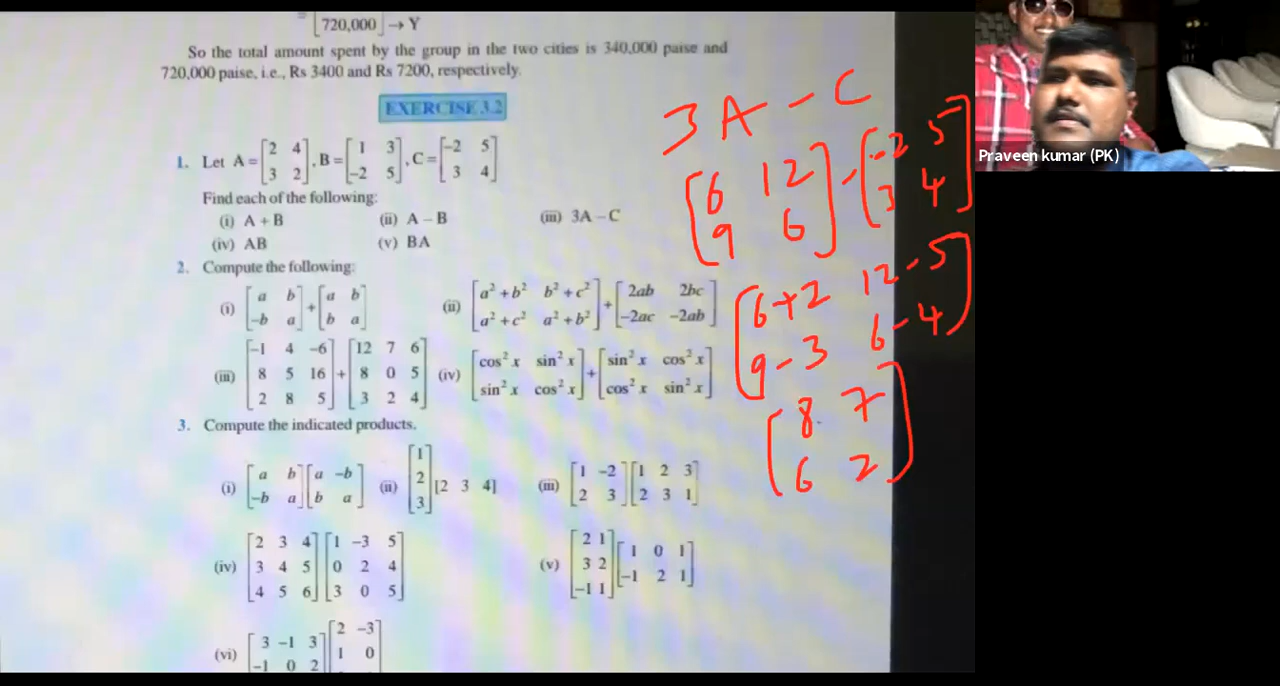 = [720,000] → Y
So the total amount spent by the group in the two cities is 340,000 paise and
720,000 paise, i.e., Rs 3400 and Rs 7200, respectively.
EXERCISE 3.2
1. Let A = [2 4; 3 2], B = [1 3; -2 5], C = [-2 5; 3 4]
Find each of the following:
(i) A + B (ii) A – B (iii) 3A – C
(iv) AB (v) BA
2. Compute the following:
(i) [a b; -b a] + [a b; b a] (ii) [a² + b² b² + c²; a² + c² a² + b²] + [2ab 2bc; -2ac -2ab]
(iii) [-1 4 -6; 8 5 16; 2 8 5] + [12 7 6; 8 0 5; 3 2 4] (iv) [cos² x sin² x; sin² x cos² x] + [sin² x cos² x; cos² x sin² x]
3. Compute the indicated products.
(i) [a b; -b a] [a -b; b a] (ii) [1; 2; 3] [2 3 4] (iii) [1 -2; 2 3] [1 2 3; 2 3 1]
(iv) [2 3 4; 3 4 5; 4 5 6] [1 -3 5; 0 2 4; 3 0 5] (v) [2 1; 3 2; -1 1] [1 0 1; -1 2 1]
(vi) [3 -1 3; -1 0 2] [2 -3; 1 0]
3A - C
[6 12; 9 6] - [-2 5; 3 4]
[6+2 12-5; 9-3 6-4]
[8 7; 6 2]
Praveen kumar (PK)